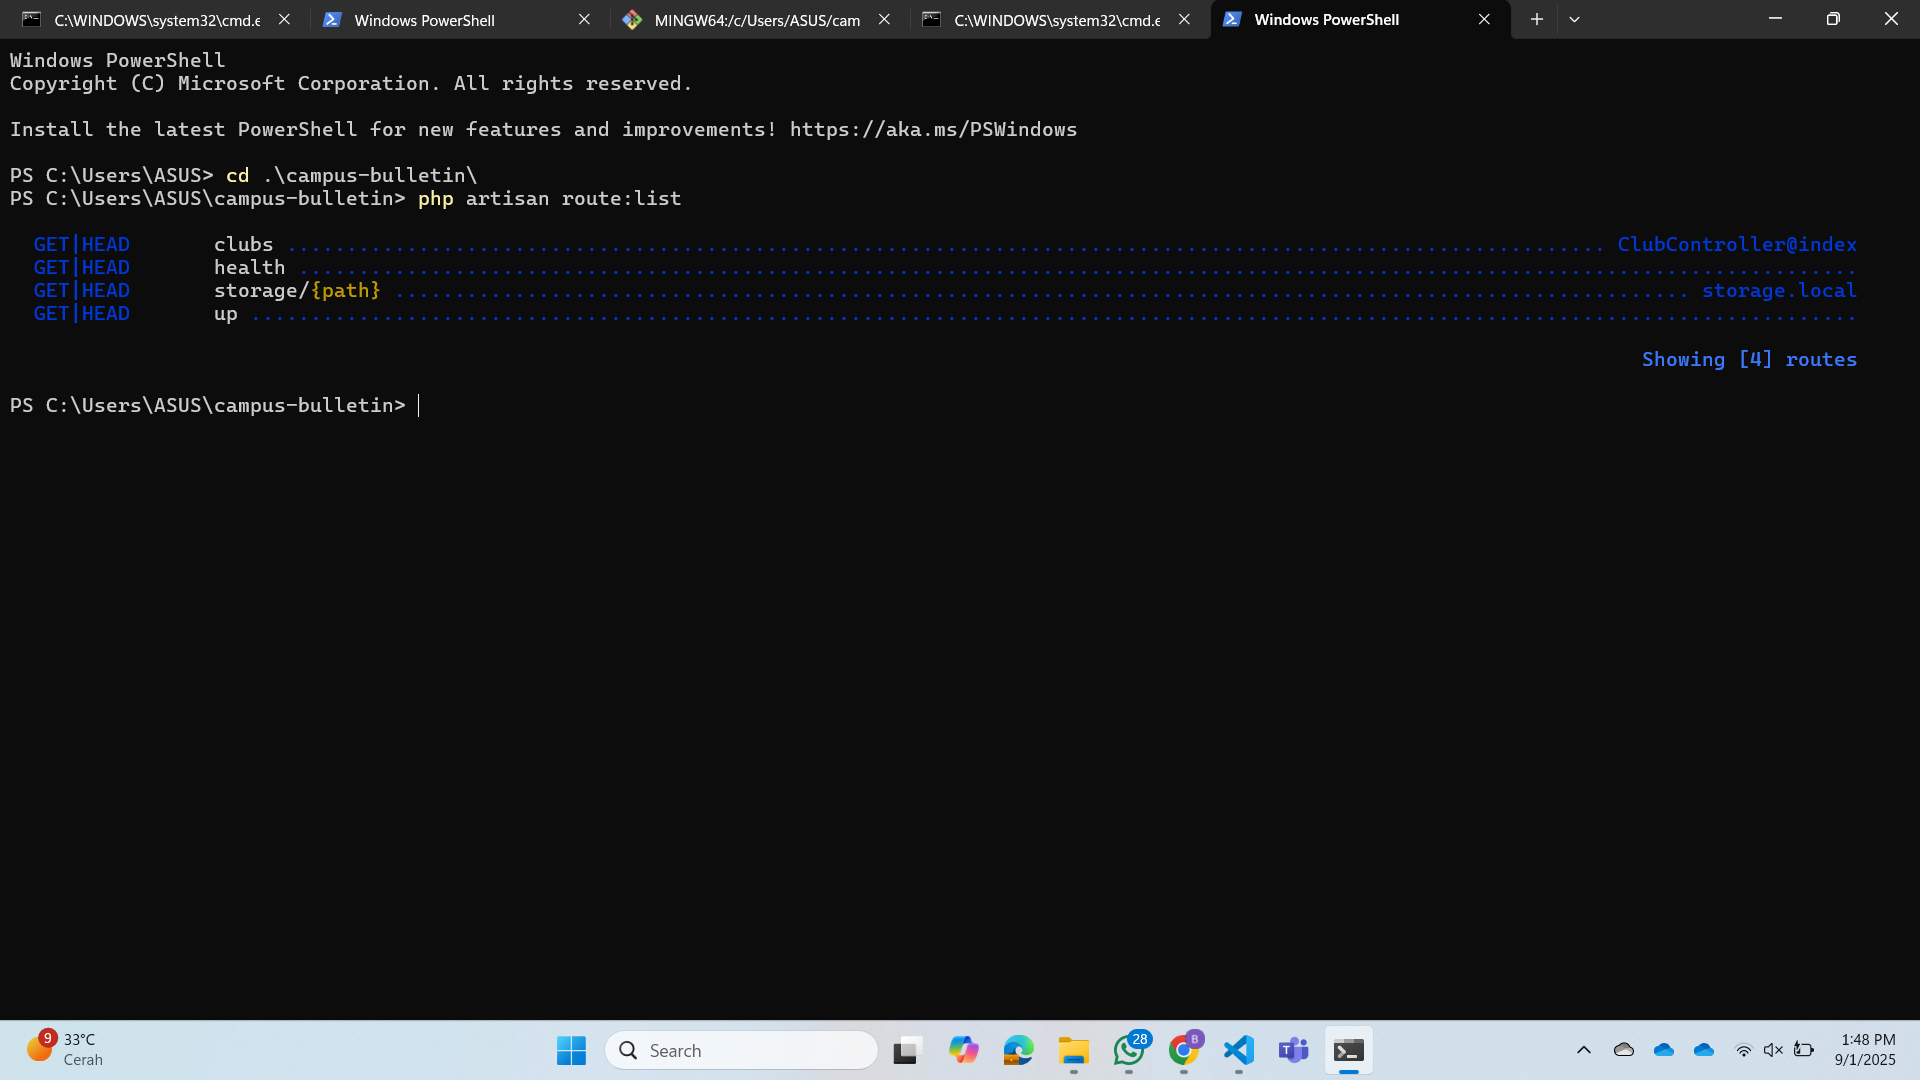 C:\WINDOWS\system32\cmd.e
Windows PowerShell
MINGW64:/c/Users/ASUS/cam
C:\WINDOWS\system32\cmd.e
Windows PowerShell
Windows PowerShell
Copyright (C) Microsoft Corporation. All rights reserved.
Install the latest PowerShell for new features and improvements! https://aka.ms/PSWindows
PS C:\Users\ASUS> cd .\campus-bulletin\
PS C:\Users\ASUS\campus-bulletin> php artisan route:list
GET|HEAD clubs ........................................................................................................... ClubController@index
GET|HEAD health ..................................................................................................................................
GET|HEAD storage/{path} ............................................................................................................ storage.local
GET|HEAD up ......................................................................................................................................
Showing [4] routes
PS C:\Users\ASUS\campus-bulletin>
9
33°C
Cerah
Search
28
B
T
1:48 PM
9/1/2025